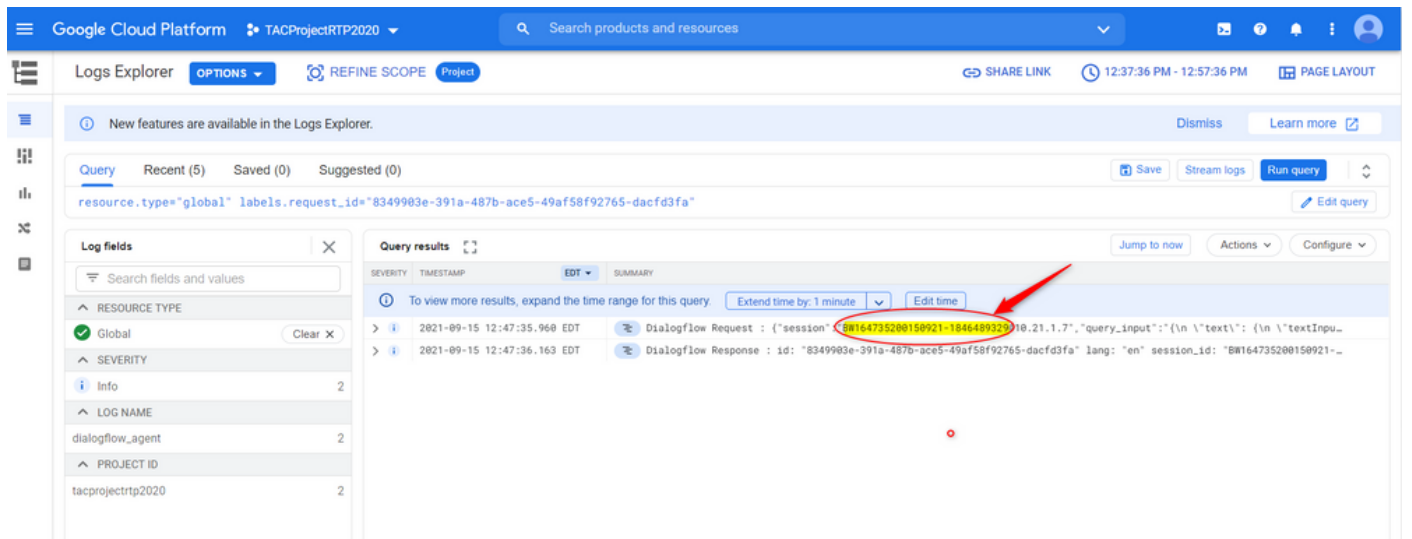 Google Cloud Platform TACProjectRTP2020 Search products and resources
Logs Explorer OPTIONS REFINE SCOPE Project SHARE LINK 12:37:36 PM - 12:57:36 PM PAGE LAYOUT
New features are available in the Logs Explorer. Dismiss Learn more
Query Recent (5) Saved (0) Suggested (0) Save Stream logs Run query
resource.type="global" labels.request_id="8349903e-391a-487b-ace5-49af58f92765-dacfd3fa" Edit query
Log fields Query results Jump to now Actions Configure
Search fields and values
SEVERITY TIMESTAMP EDT SUMMARY
To view more results, expand the time range for this query. Extend time by: 1 minute Edit time
RESOURCE TYPE
Global Clear
2021-09-15 12:47:35.960 EDT Dialogflow Request : {"session":"BW164735200150921-1846489329@10.21.1.7","query_input":"{\n \"text\": {\n \"textInpu…
2021-09-15 12:47:36.163 EDT Dialogflow Response : id: "8349903e-391a-487b-ace5-49af58f92765-dacfd3fa" lang: "en" session_id: "BW164735200150921-…
SEVERITY
Info 2
LOG NAME
dialogflow_agent 2
PROJECT ID
tacprojectrtp2020 2